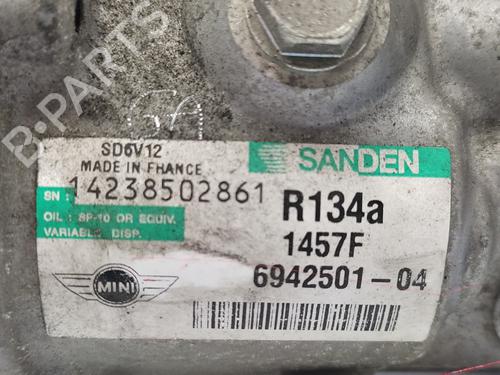 B-PARTS
GA
SD6V12
MADE IN FRANCE
SANDEN
SN : 14238502861
R134a
OIL : SP-10 OR EQUIV.
VARIABLE DISP.
1457F
MINI
6942501-04